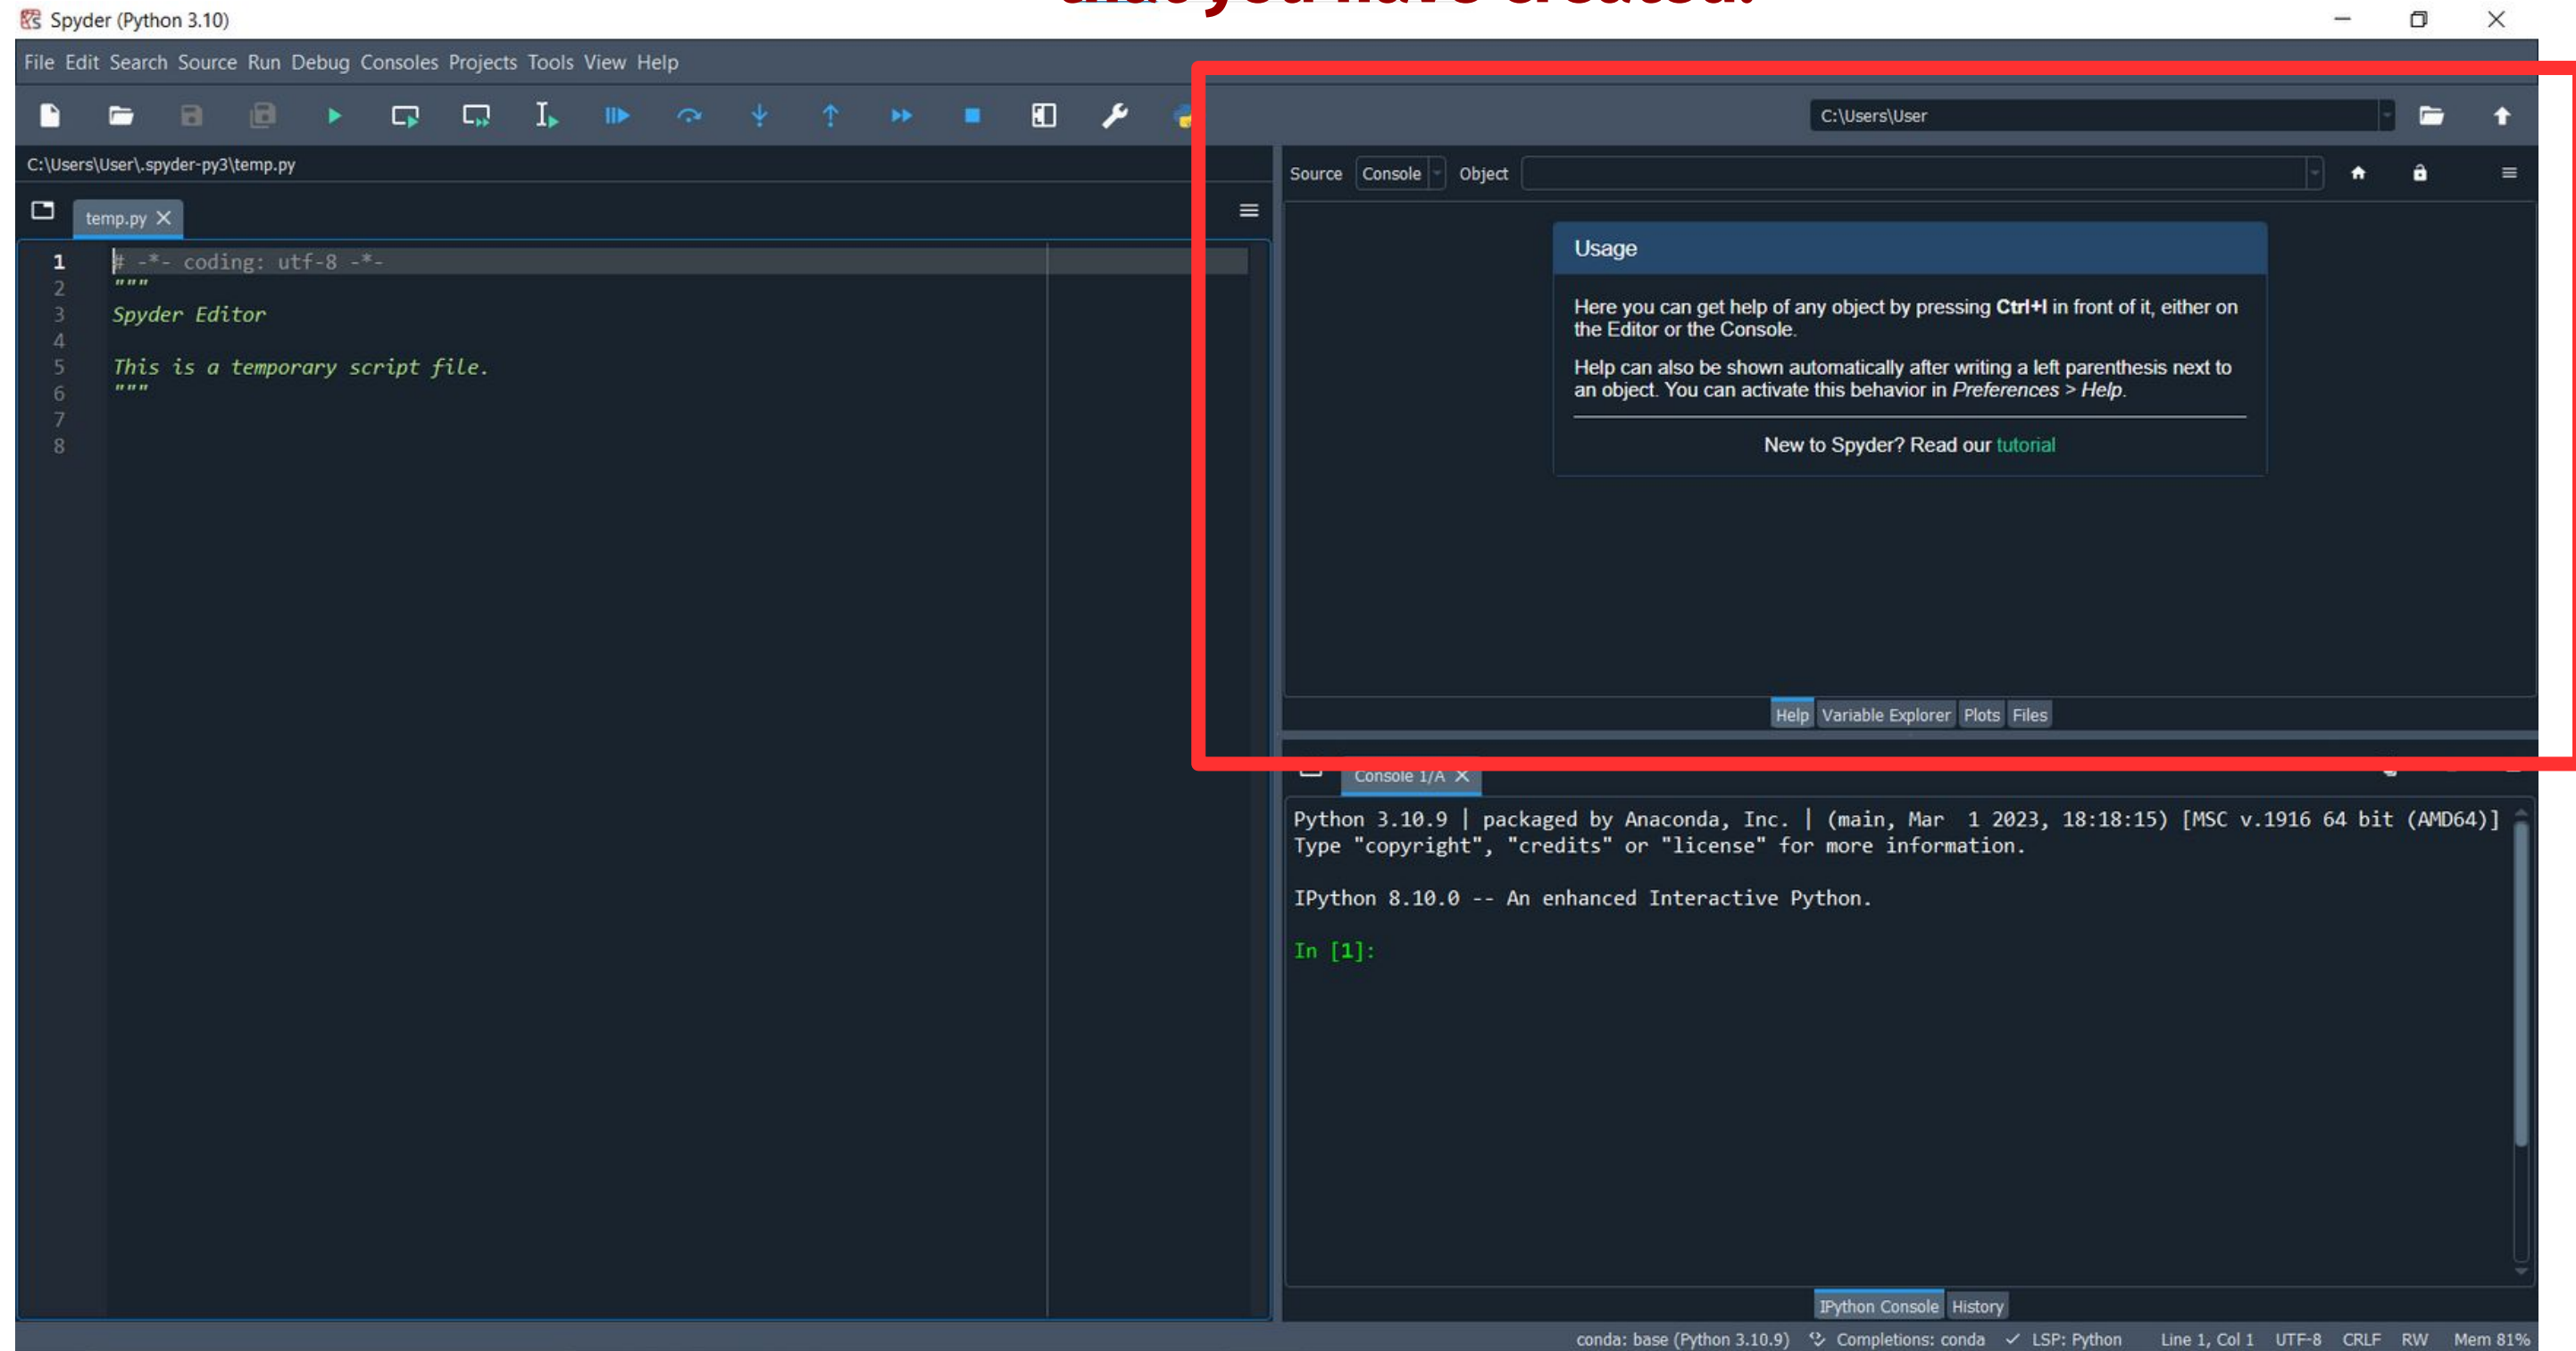 that you have created.
Spyder (Python 3.10)
File Edit Search Source Run Debug Consoles Projects Tools View Help
C:\Users\User
C:\Users\User\.spyder-py3\temp.py
Source Console Object
temp.py
1 # -*- coding: utf-8 -*-
2 """
3 Spyder Editor
4
5 This is a temporary script file.
6 """
7
8
Usage
Here you can get help of any object by pressing Ctrl+I in front of it, either on
the Editor or the Console.
Help can also be shown automatically after writing a left parenthesis next to
an object. You can activate this behavior in Preferences > Help.
New to Spyder? Read our tutorial
Help Variable Explorer Plots Files
Console 1/A
Python 3.10.9 | packaged by Anaconda, Inc. | (main, Mar  1 2023, 18:18:15) [MSC v.1916 64 bit (AMD64)]
Type "copyright", "credits" or "license" for more information.
IPython 8.10.0 -- An enhanced Interactive Python.
In [1]:
IPython Console History
conda: base (Python 3.10.9) Completions: conda LSP: Python Line 1, Col 1 UTF-8 CRLF RW Mem 81%